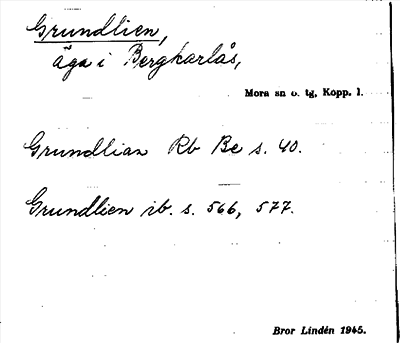 Grundlien,
äga i Bergkarlås,
Mora sn o. tg, Kopp. l.
Grundlian Rb Be s. 40.
Grundlien ib. s. 566, 577.
Bror Lindén 1945.